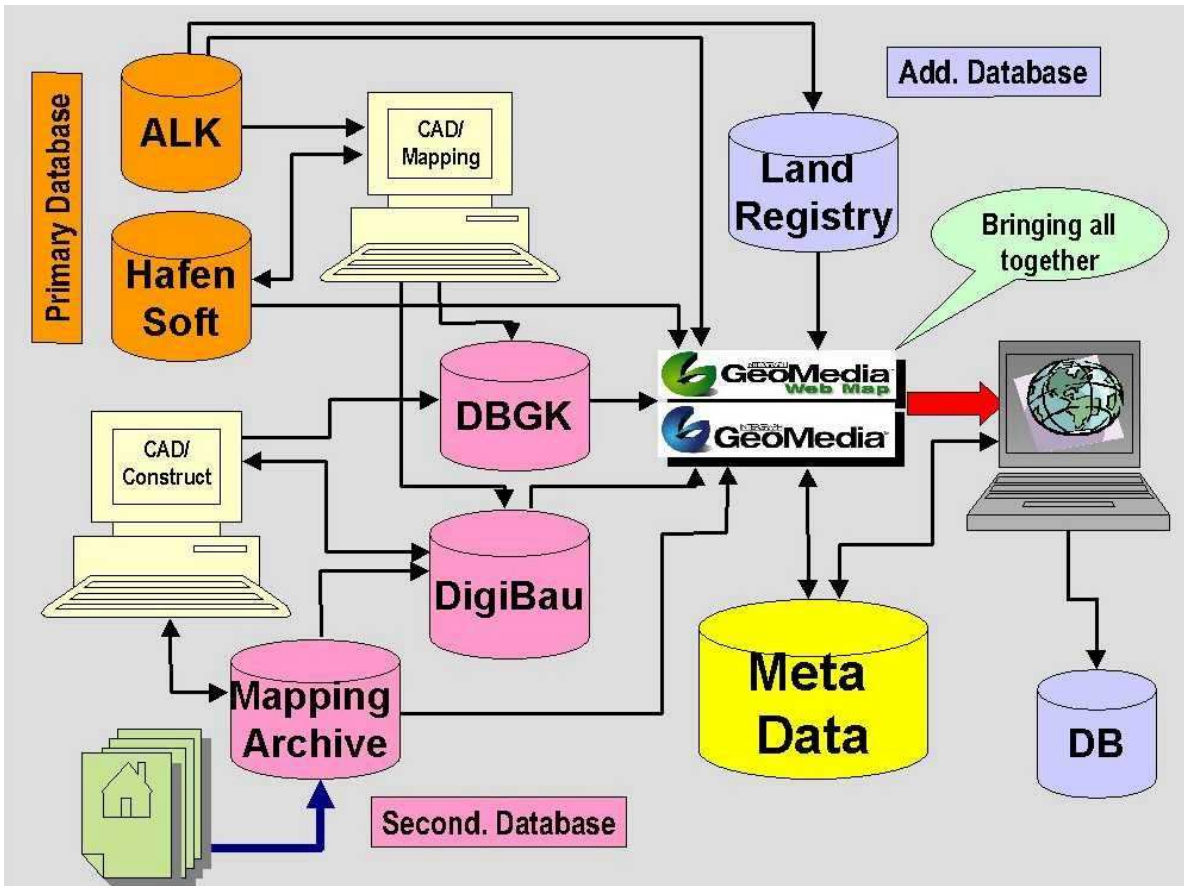 Add. Database
Primary Database
ALK
CAD/
Mapping
Land
Registry
Bringing all
together
Hafen
Soft
GeoMedia
Web Map
GeoMedia
DBGK
CAD/
Construct
DigiBau
Mapping
Archive
Meta
Data
DB
Second. Database